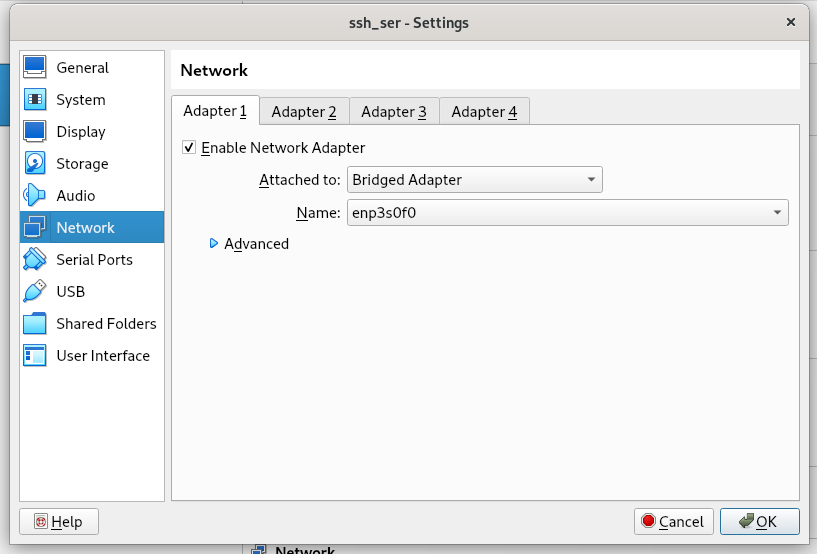 ssh_ser - Settings
General
System
Display
Storage
Audio
Network
Serial Ports
USB
Shared Folders
User Interface
Network
Adapter 1 Adapter 2 Adapter 3 Adapter 4
Enable Network Adapter
Attached to: Bridged Adapter
Name: enp3s0f0
Advanced
Help Cancel OK
Network